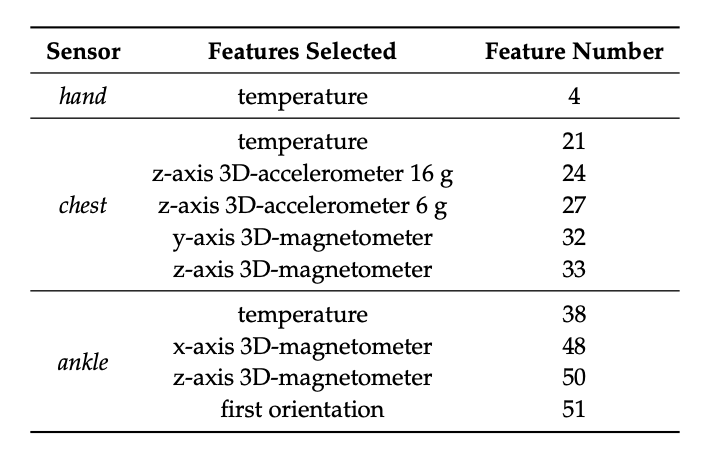 Sensor Features Selected Feature Number
hand temperature 4
temperature 21
z-axis 3D-accelerometer 16 g 24
chest z-axis 3D-accelerometer 6 g 27
y-axis 3D-magnetometer 32
z-axis 3D-magnetometer 33
temperature 38
ankle x-axis 3D-magnetometer 48
z-axis 3D-magnetometer 50
first orientation 51